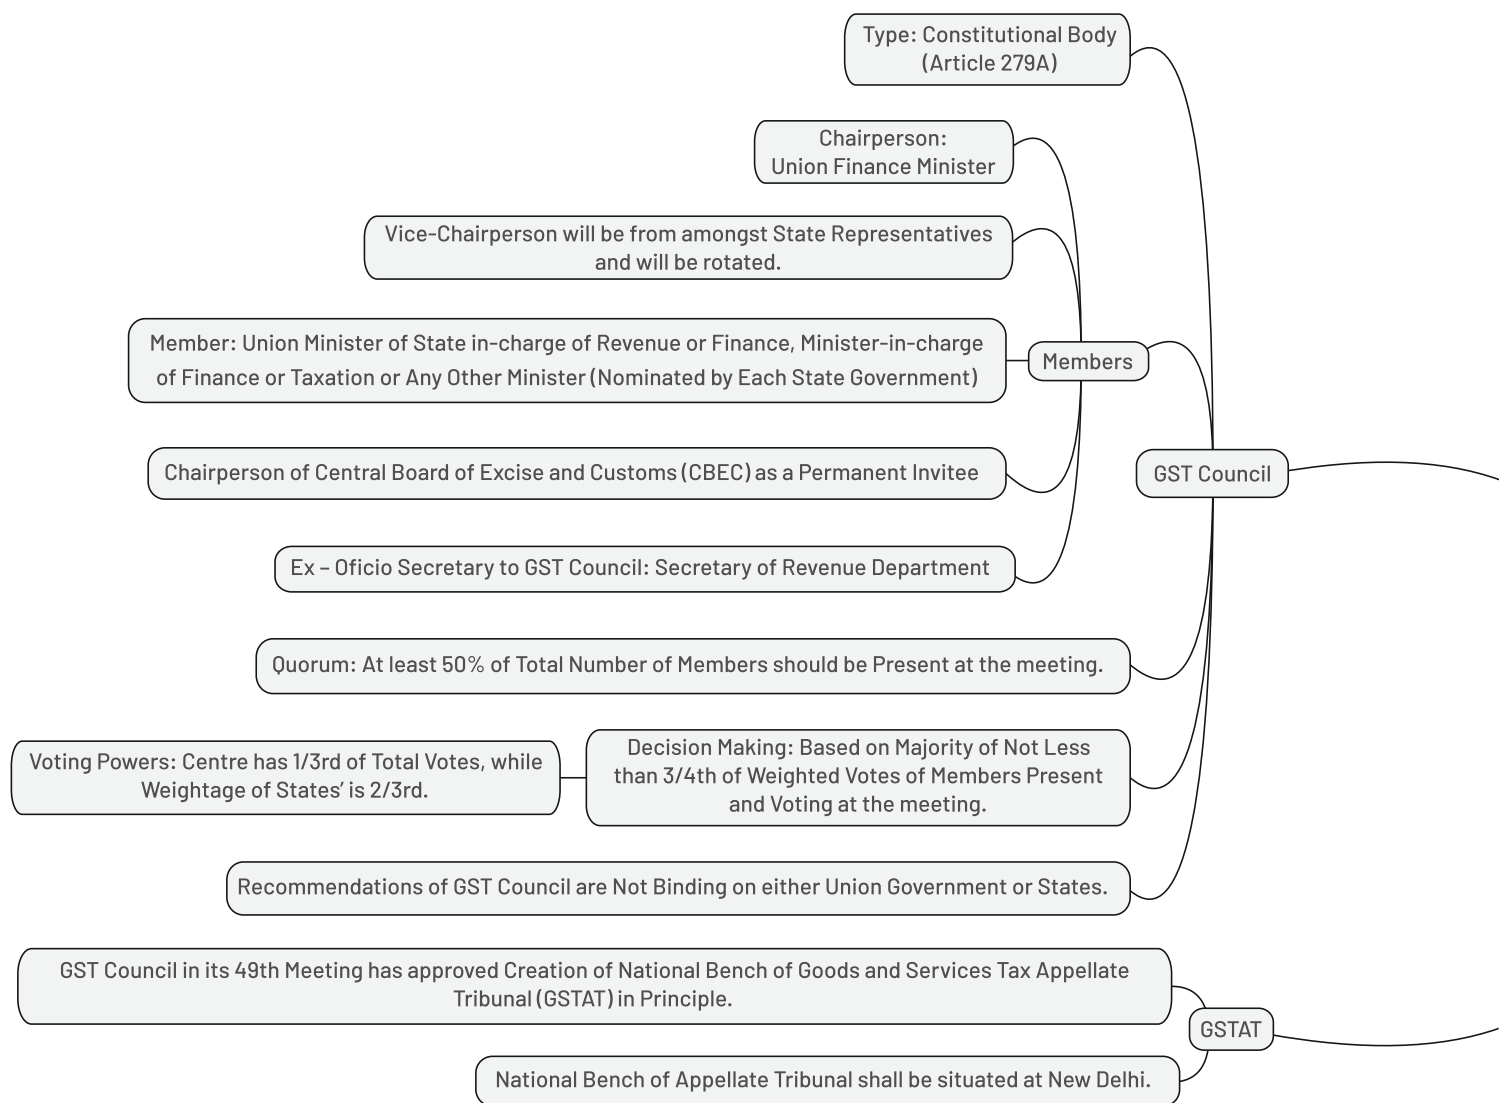 Type: Constitutional Body
(Article 279A)
Chairperson:
Union Finance Minister
Vice-Chairperson will be from amongst State Representatives
and will be rotated.
Member: Union Minister of State in-charge of Revenue or Finance, Minister-in-charge
of Finance or Taxation or Any Other Minister (Nominated by Each State Government)
Members
Chairperson of Central Board of Excise and Customs (CBEC) as a Permanent Invitee
GST Council
Ex – Oficio Secretary to GST Council: Secretary of Revenue Department
Quorum: At least 50% of Total Number of Members should be Present at the meeting.
Decision Making: Based on Majority of Not Less
than 3/4th of Weighted Votes of Members Present
and Voting at the meeting.
Voting Powers: Centre has 1/3rd of Total Votes, while
Weightage of States’ is 2/3rd.
Recommendations of GST Council are Not Binding on either Union Government or States.
GST Council in its 49th Meeting has approved Creation of National Bench of Goods and Services Tax Appellate
Tribunal (GSTAT) in Principle.
GSTAT
National Bench of Appellate Tribunal shall be situated at New Delhi.